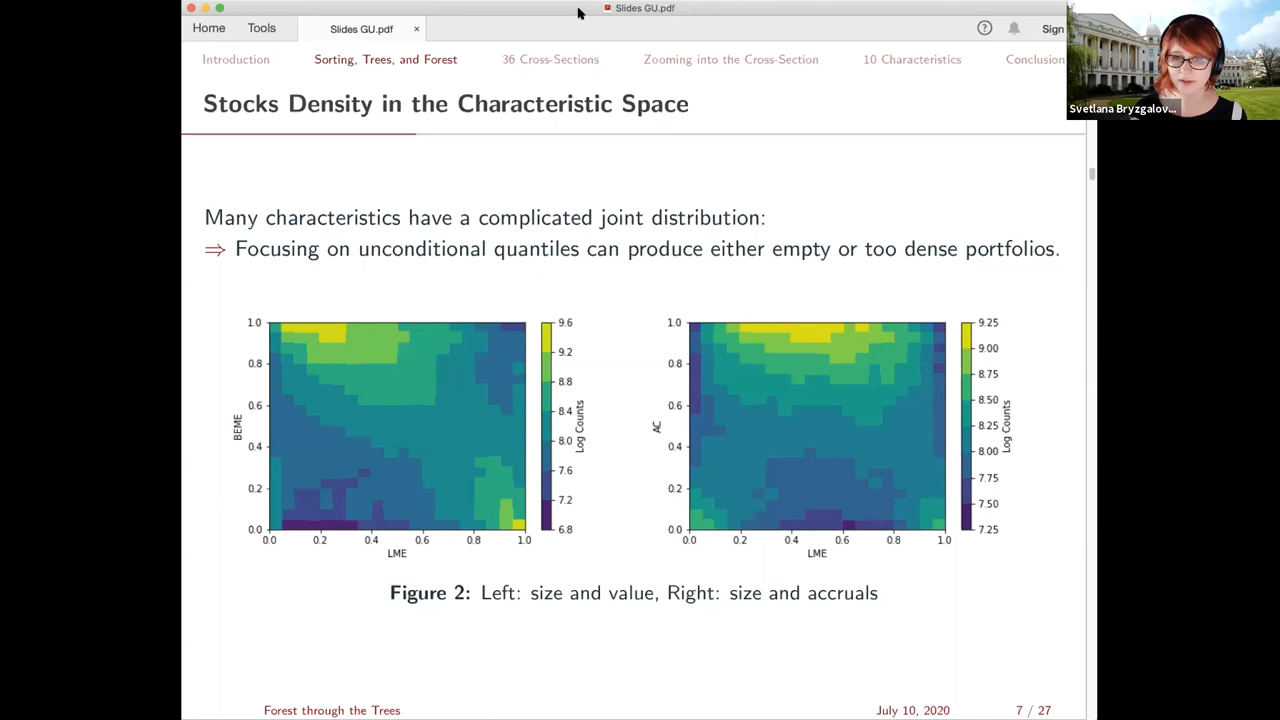 Slides GU.pdf
Home Tools Slides GU.pdf × ? Sign
Svetlana Bryzgalov...
Introduction Sorting, Trees, and Forest 36 Cross-Sections Zooming into the Cross-Section 10 Characteristics Conclusion
Stocks Density in the Characteristic Space
Many characteristics have a complicated joint distribution:
⇒ Focusing on unconditional quantiles can produce either empty or too dense portfolios.
1.0
0.8
0.6
0.4
0.2
0.0
BEME
0.0 0.2 0.4 0.6 0.8 1.0
LME
9.6
9.2
8.8
8.4
8.0
7.6
7.2
6.8
Log Counts
1.0
0.8
0.6
0.4
0.2
0.0
AC
0.0 0.2 0.4 0.6 0.8 1.0
LME
9.25
9.00
8.75
8.50
8.25
8.00
7.75
7.50
7.25
Log Counts
Figure 2: Left: size and value, Right: size and accruals
Forest through the Trees July 10, 2020 7 / 27